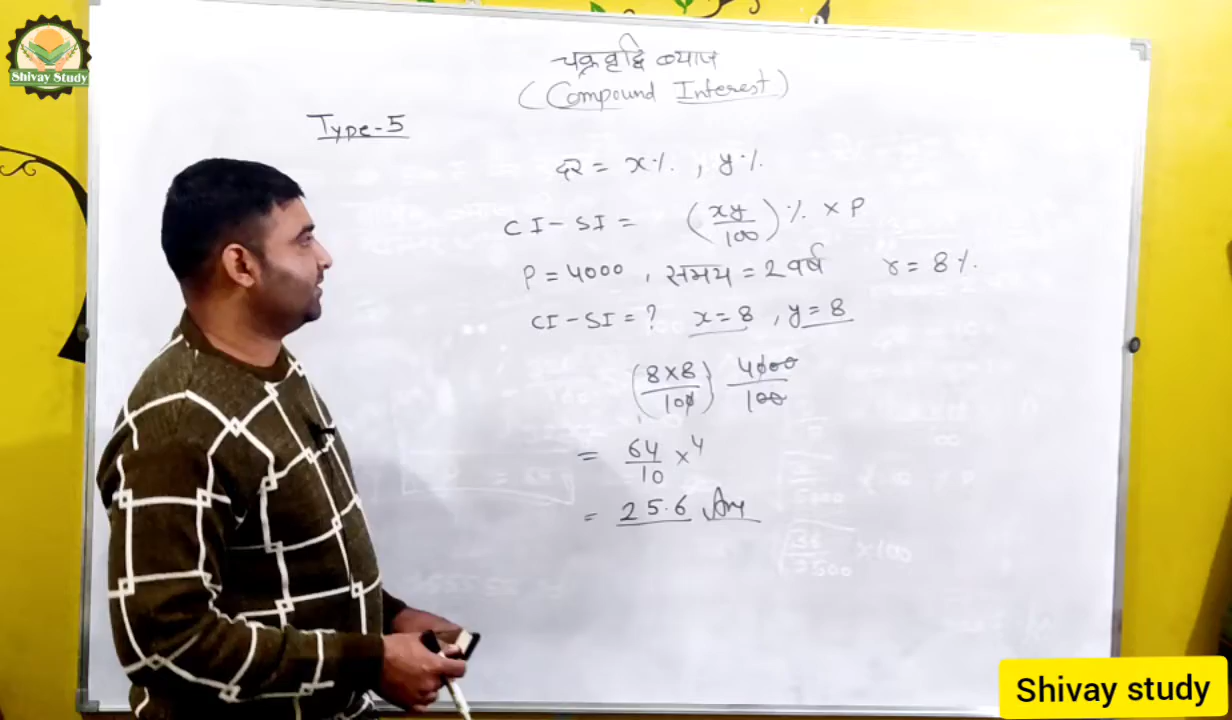 Shivay Study
चक्रवृद्धि ब्याज
(Compound Interest)
Type-5
दर = x% , y%
CI - SI = (xy/100)% × P
P = 4000 , समय = 2 वर्ष r = 8%
CI - SI = ? x = 8 , y = 8
(8×8/100) 4000/100
= 64/10 × 4
= 25.6 Ans
Shivay study